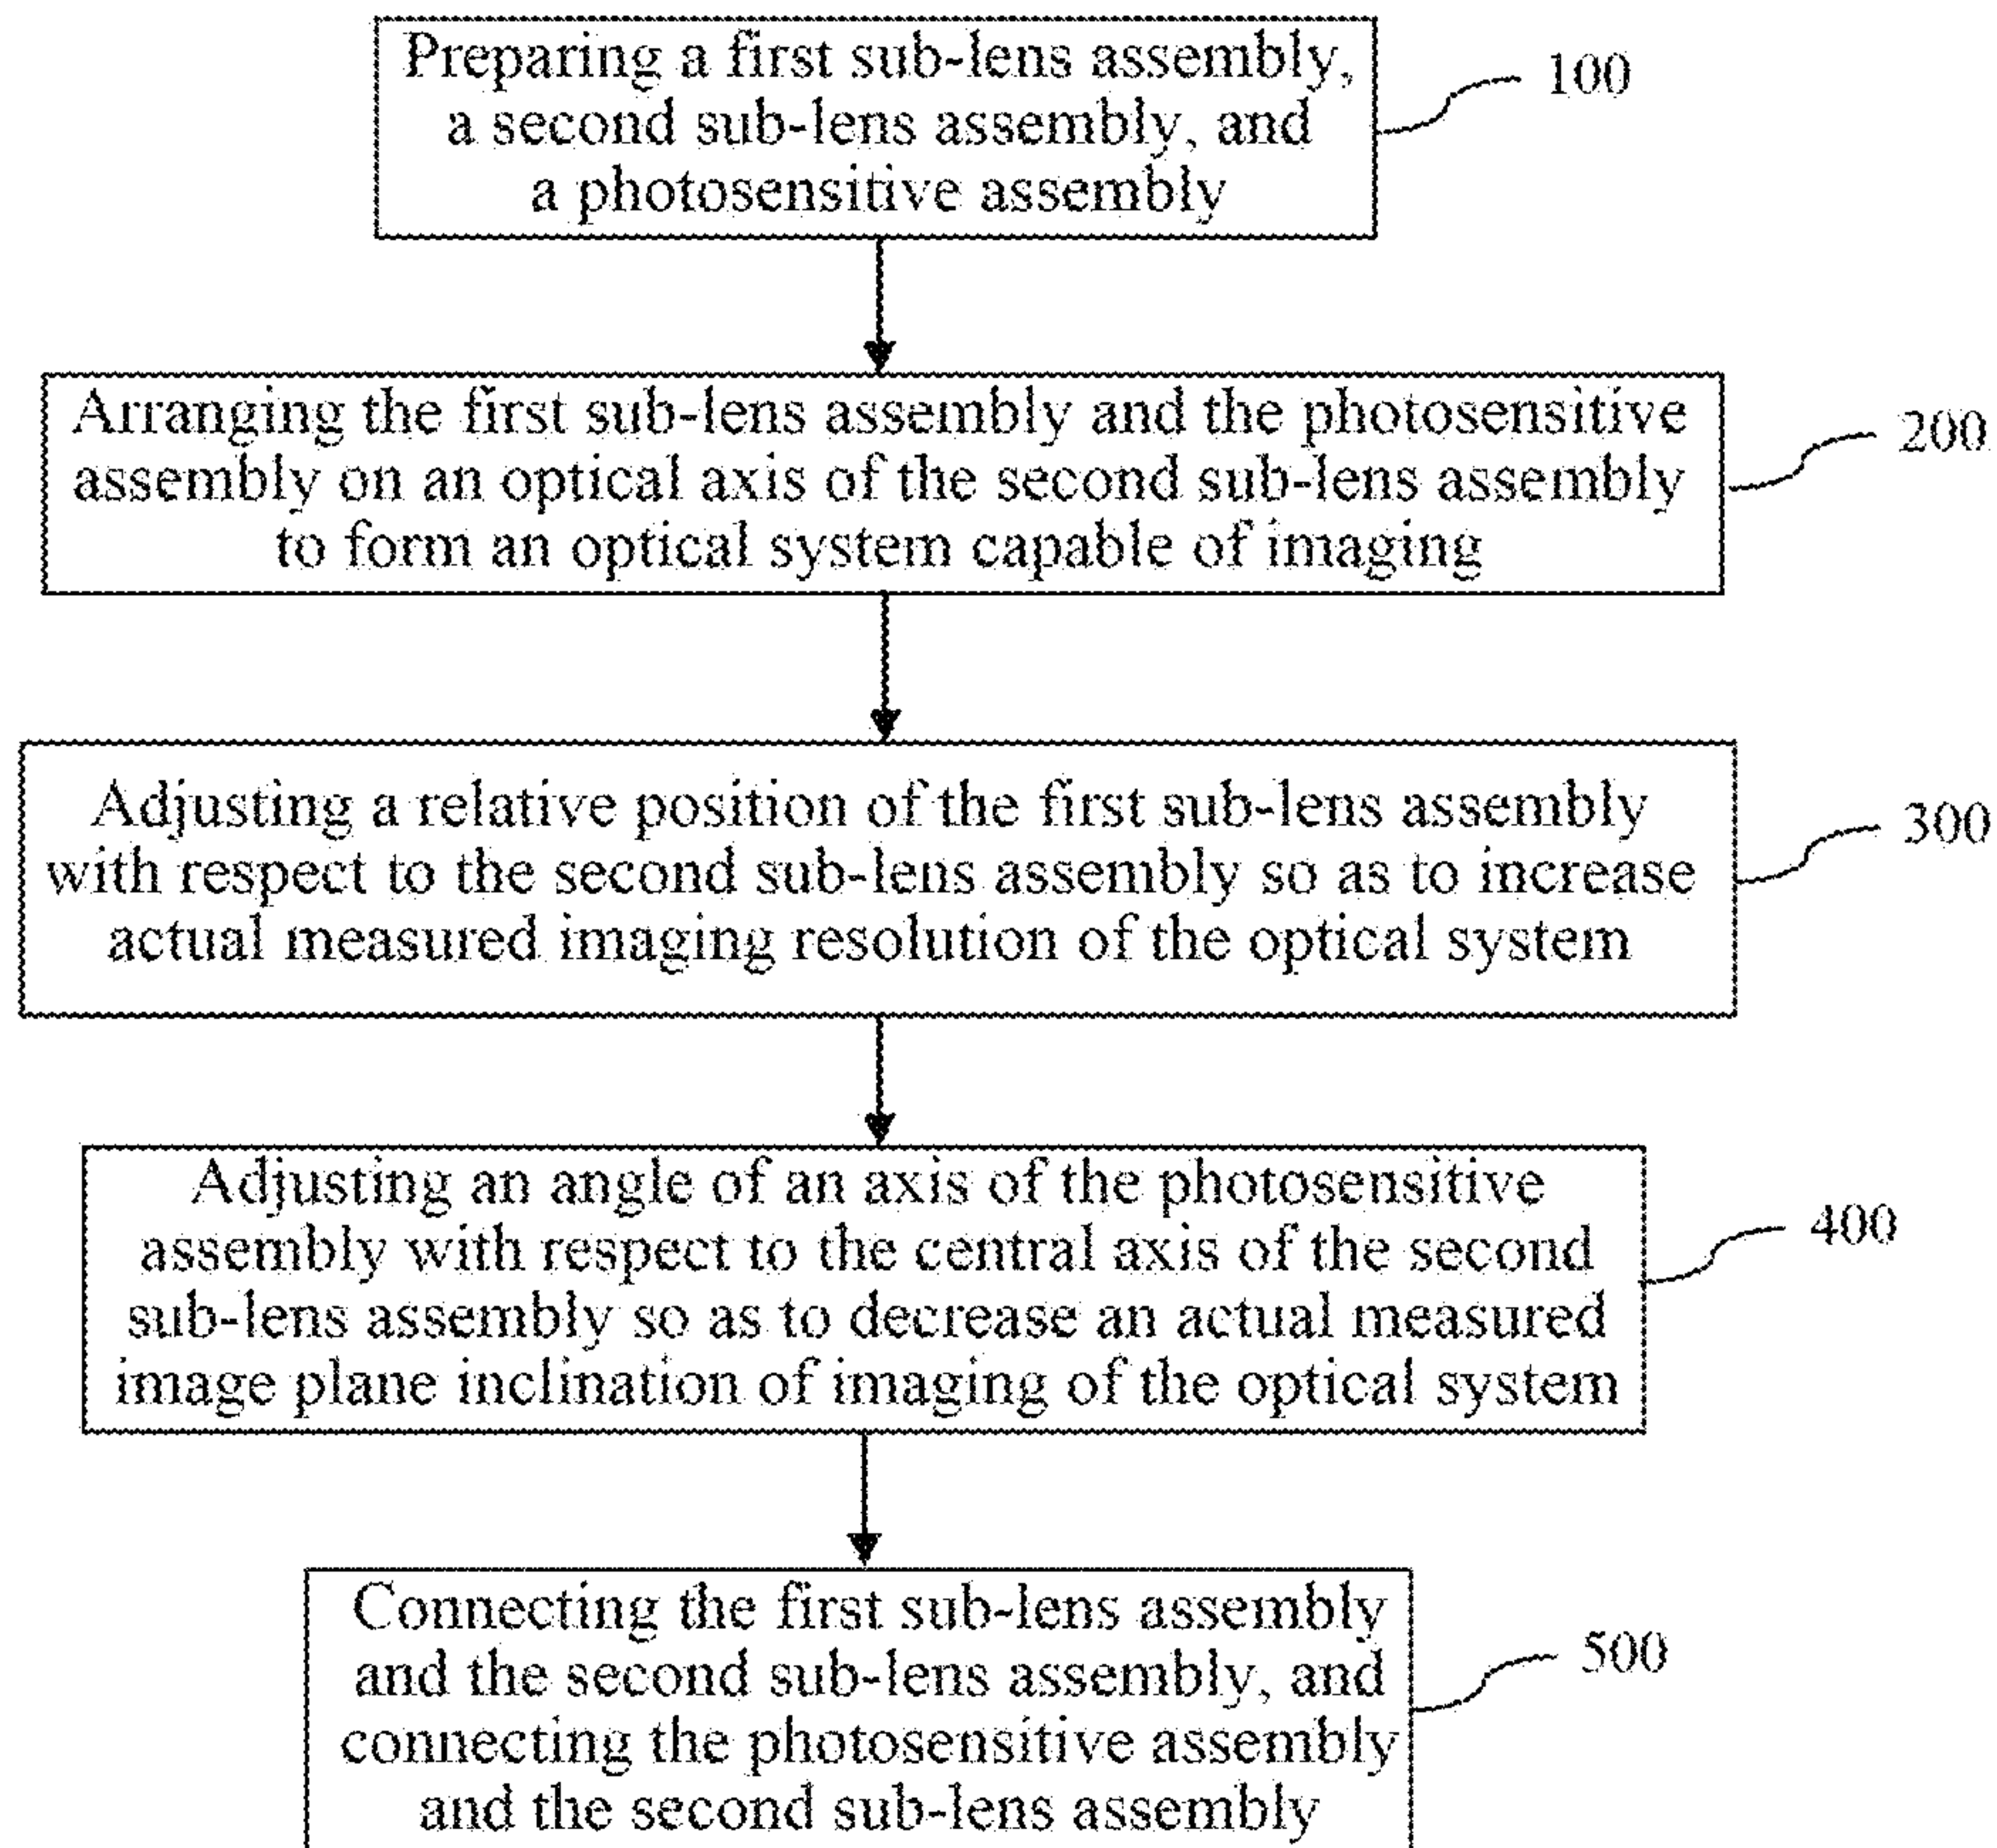 Preparing a first sub-lens assembly,
a second sub-lens assembly, and
a photosensitive assembly
100
Arranging the first sub-lens assembly and the photosensitive
assembly on an optical axis of the second sub-lens assembly
to form an optical system capable of imaging
200
Adjusting a relative position of the first sub-lens assembly
with respect to the second sub-lens assembly so as to increase
actual measured imaging resolution of the optical system
300
Adjusting an angle of an axis of the photosensitive
assembly with respect to the central axis of the second
sub-lens assembly so as to decrease an actual measured
image plane inclination of imaging of the optical system
400
Connecting the first sub-lens assembly
and the second sub-lens assembly, and
connecting the photosensitive assembly
and the second sub-lens assembly
500